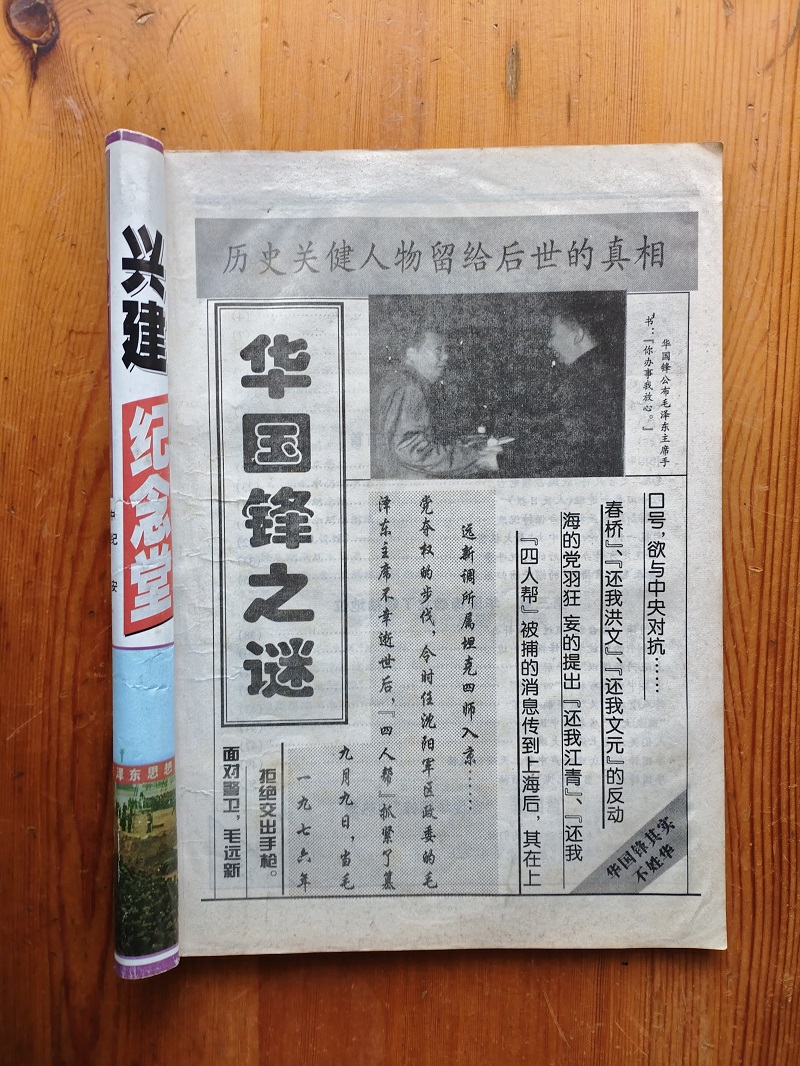 兴建
纪念堂
泽东思想
历史关健人物留给后世的真相
华国锋之谜
华国锋公布毛泽东主席手
书:『你办事我放心。』
口号,欲与中央对抗……
春桥』、『还我洪文』、『还我文元』的反动
海的党羽狂妄的提出『还我江青』、『还我
『四人帮』被捕的消息传到上海后,其在上
远新调所属坦克四师入京……
党夺权的步伐,令时任沈阳军区政委的毛
泽东主席不幸逝世后,『四人帮』抓紧了篡
九月九日,当毛
一九七六年
拒绝交出手枪。
面对警卫,毛远新
华国锋其实
不姓华